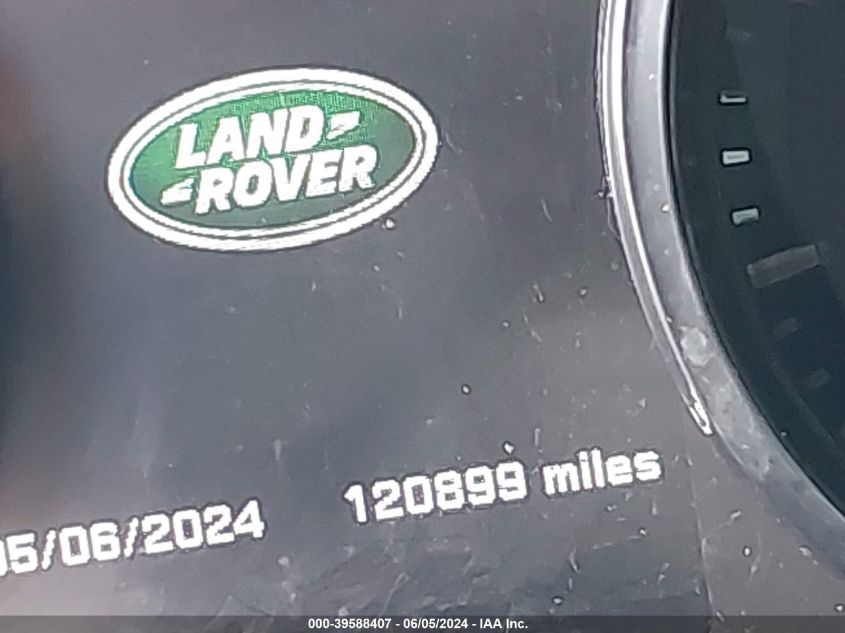 LAND
ROVER
05/06/2024 120899 miles
000-39588407 - 06/05/2024 - IAA Inc.